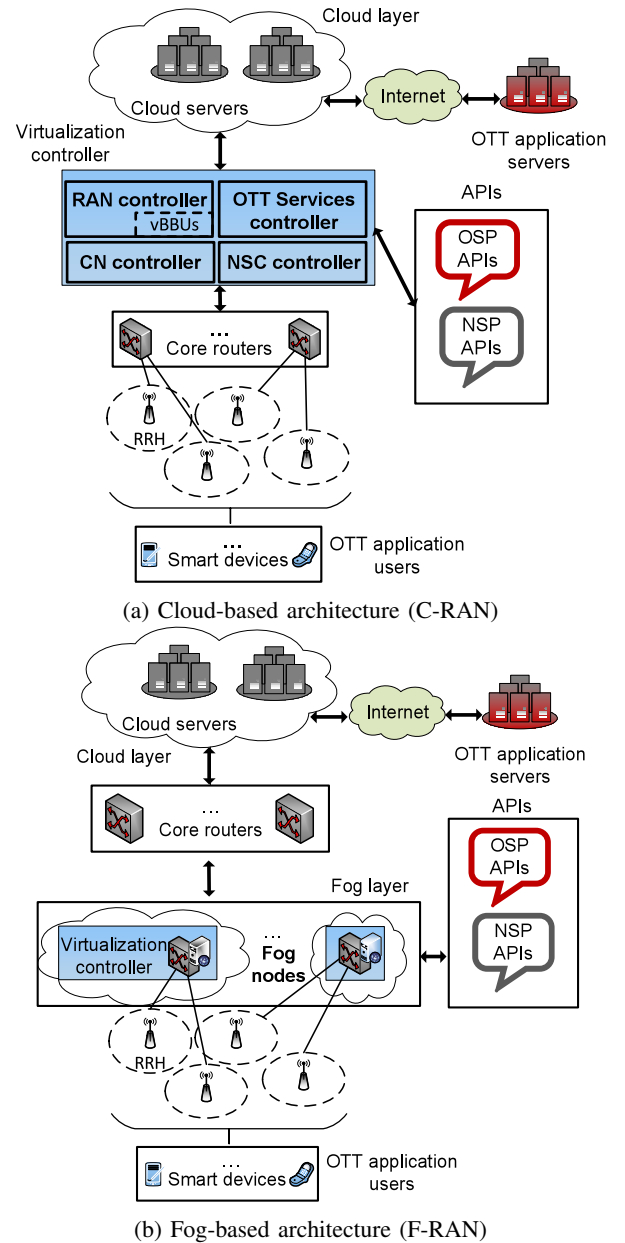 Cloud layer
Cloud servers
Internet
OTT application
servers
Virtualization
controller
RAN controller
vBBUs
OTT Services
controller
CN controller
NSC controller
APIs
OSP
APIs
NSP
APIs
...
Core routers
RRH
...
Smart devices
OTT application
users
(a) Cloud-based architecture (C-RAN)
Cloud servers
Internet
OTT application
servers
Cloud layer
...
Core routers
APIs
OSP
APIs
NSP
APIs
Fog layer
Virtualization
controller
...
Fog
nodes
RRH
...
Smart devices
OTT application
users
(b) Fog-based architecture (F-RAN)